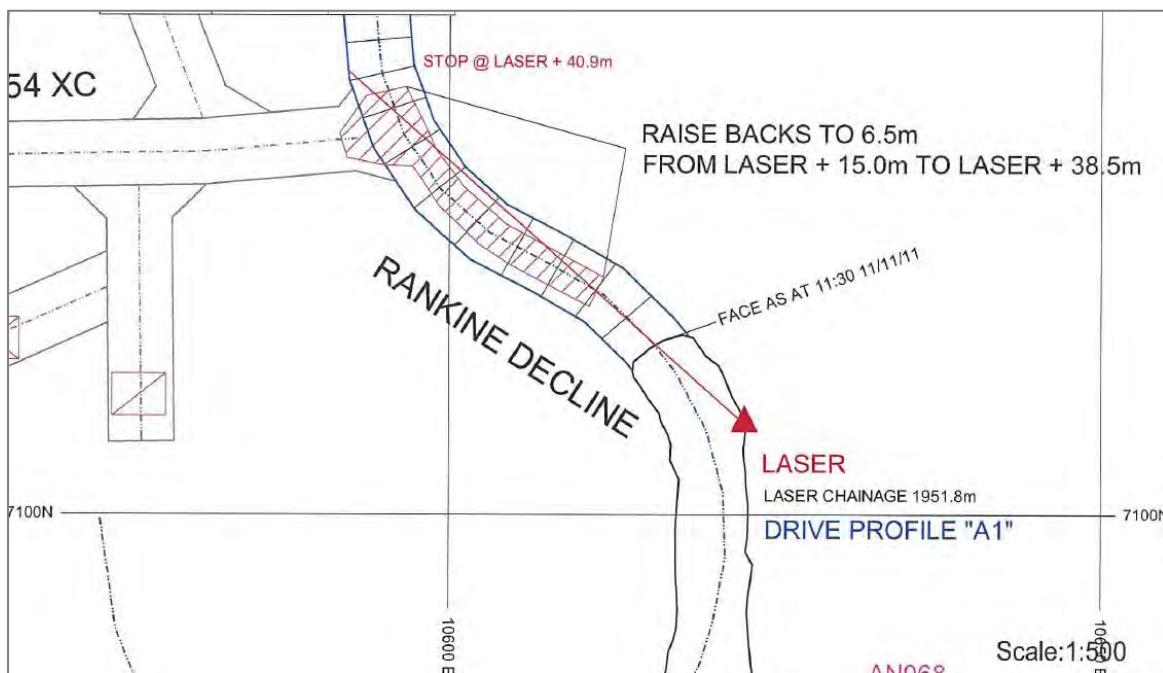 STOP @ LASER + 40.9m
54 XC
RAISE BACKS TO 6.5m
FROM LASER + 15.0m TO LASER + 38.5m
FACE AS AT 11:30 11/11/11
RANKINE DECLINE
LASER
LASER CHAINAGE 1951.8m
7100N
7100N
DRIVE PROFILE "A1"
10600 E
10650 E
Scale:1:500
AN968